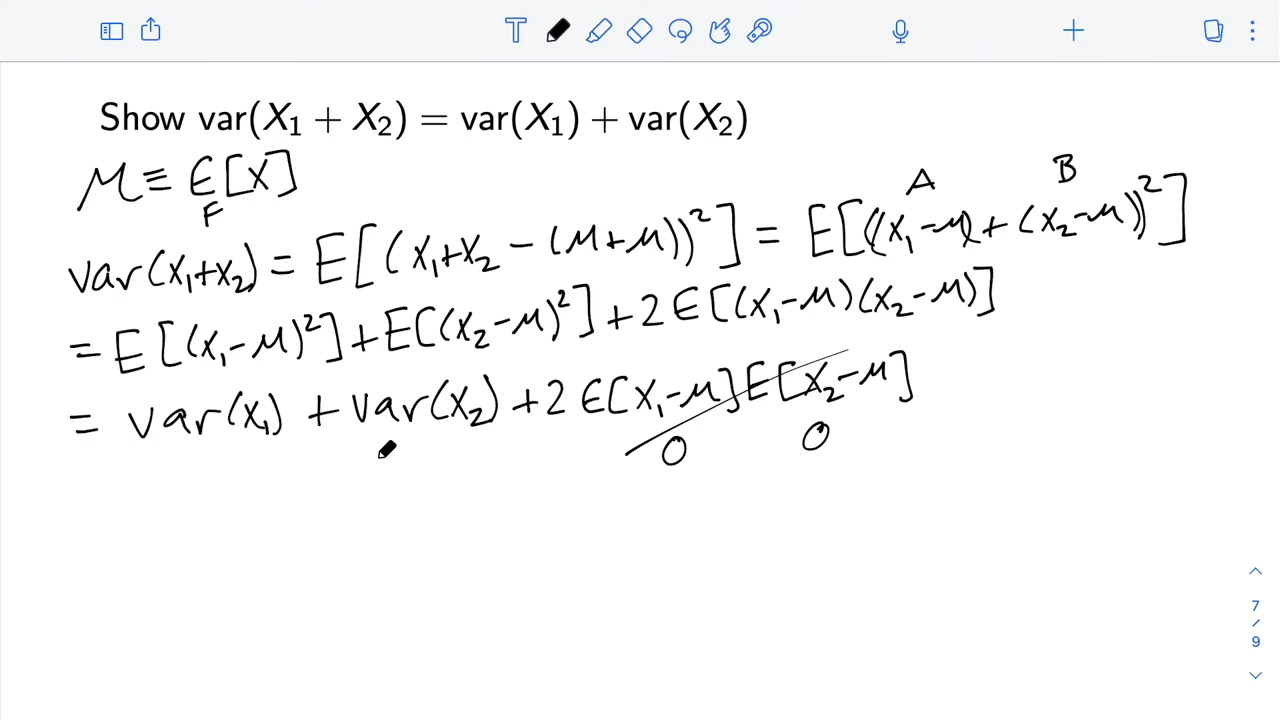 Show var(X₁ + X₂) = var(X₁) + var(X₂)
μ ≡ E_F[X]
A B
var(X₁+X₂) = E[(X₁+X₂ − (μ+μ))²] = E[((X₁−μ) + (X₂−μ))²]
= E[(X₁−μ)²] + E[(X₂−μ)²] + 2E[(X₁−μ)(X₂−μ)]
= var(X₁) + var(X₂) + 2E[X₁−μ]E[X₂−μ]
0 0
T
7
/
9